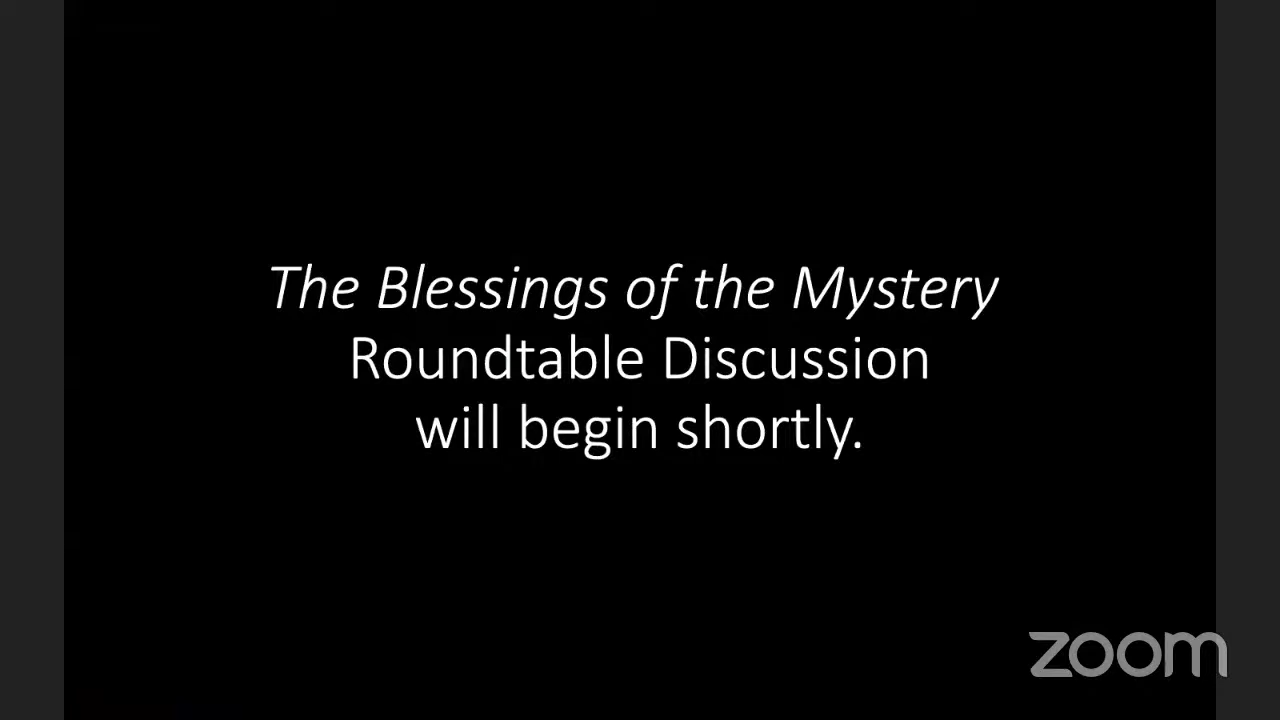 The Blessings of the Mystery
Roundtable Discussion
will begin shortly.
zoom